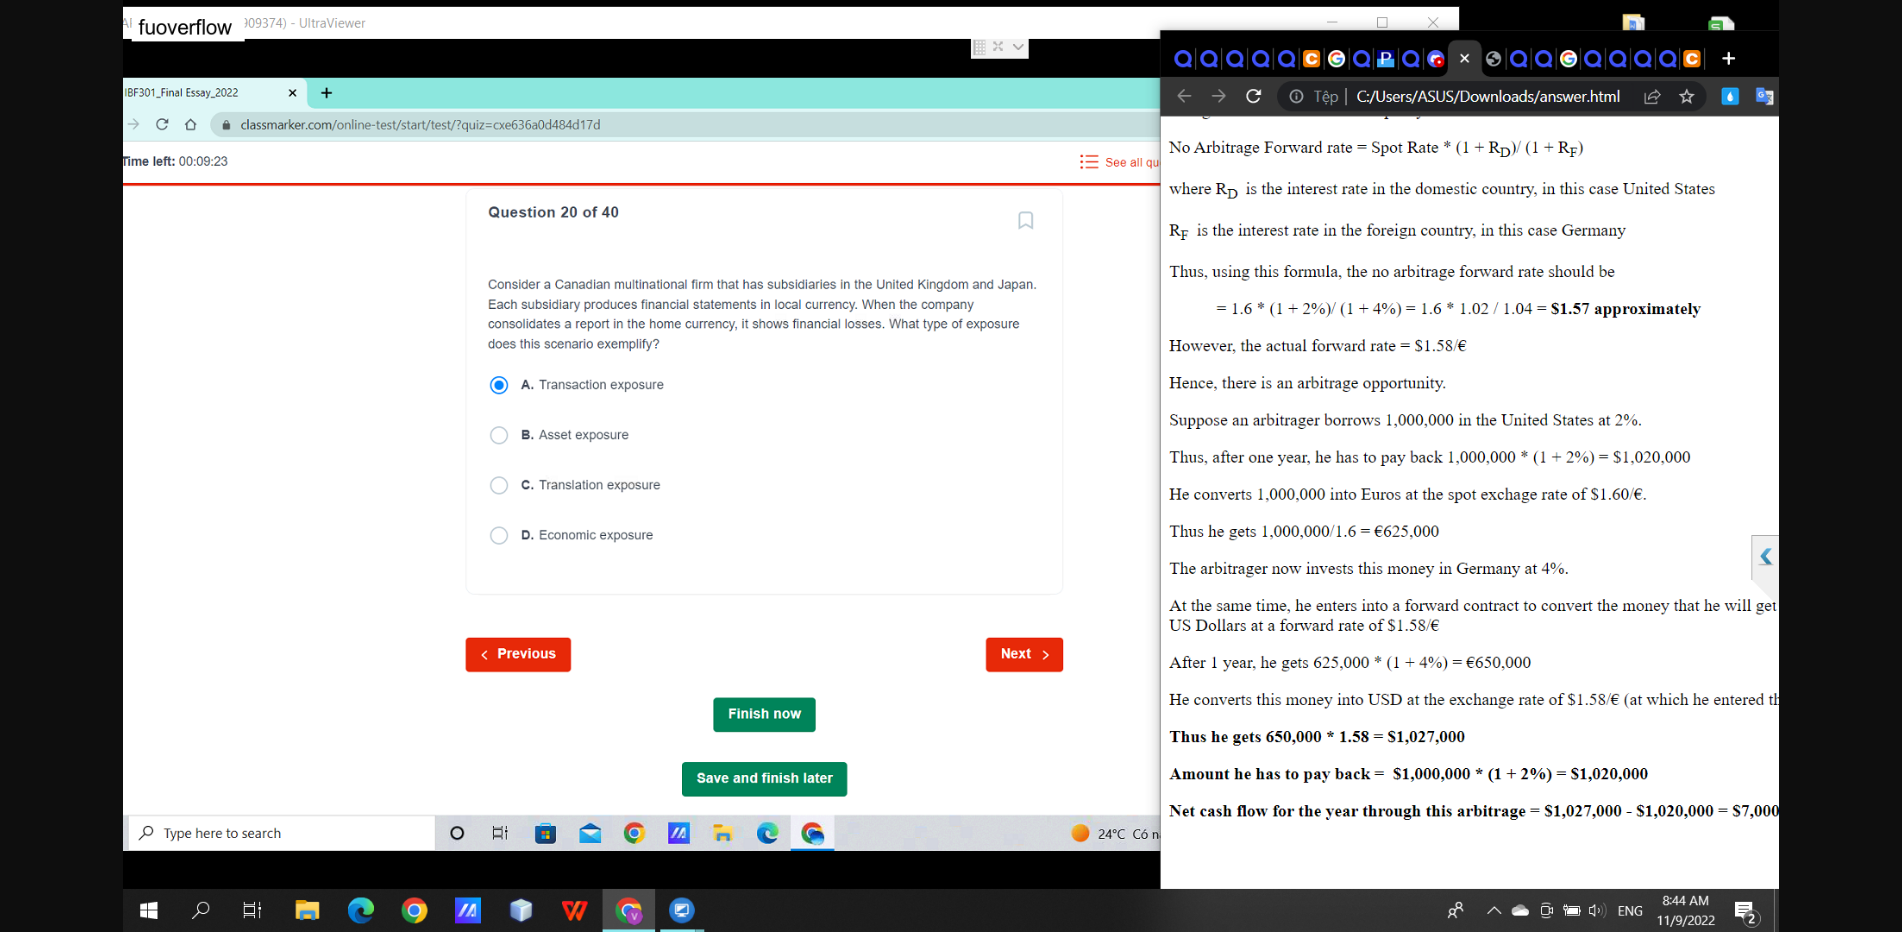 fuoverflow
909374) - UltraViewer
IBF301_Final Essay_2022
classmarker.com/online-test/start/test/?quiz=cxe636a0d484d17d
Time left: 00:09:23
See all qu
Question 20 of 40
Consider a Canadian multinational firm that has subsidiaries in the United Kingdom and Japan.
Each subsidiary produces financial statements in local currency. When the company
consolidates a report in the home currency, it shows financial losses. What type of exposure
does this scenario exemplify?
A. Transaction exposure
B. Asset exposure
C. Translation exposure
D. Economic exposure
Previous
Next
Finish now
Save and finish later
Type here to search
24°C Có n
Tệp
C:/Users/ASUS/Downloads/answer.html
No Arbitrage Forward rate = Spot Rate * (1 + RD)/ (1 + RF)
where RD is the interest rate in the domestic country, in this case United States
RF is the interest rate in the foreign country, in this case Germany
Thus, using this formula, the no arbitrage forward rate should be
= 1.6 * (1 + 2%)/ (1 + 4%) = 1.6 * 1.02 / 1.04 = $1.57 approximately
However, the actual forward rate = $1.58/€
Hence, there is an arbitrage opportunity.
Suppose an arbitrager borrows 1,000,000 in the United States at 2%.
Thus, after one year, he has to pay back 1,000,000 * (1 + 2%) = $1,020,000
He converts 1,000,000 into Euros at the spot exchage rate of $1.60/€.
Thus he gets 1,000,000/1.6 = €625,000
The arbitrager now invests this money in Germany at 4%.
At the same time, he enters into a forward contract to convert the money that he will get
US Dollars at a forward rate of $1.58/€
After 1 year, he gets 625,000 * (1 + 4%) = €650,000
He converts this money into USD at the exchange rate of $1.58/€ (at which he entered th
Thus he gets 650,000 * 1.58 = $1,027,000
Amount he has to pay back = $1,000,000 * (1 + 2%) = $1,020,000
Net cash flow for the year through this arbitrage = $1,027,000 - $1,020,000 = $7,000
ENG
8:44 AM
11/9/2022
2